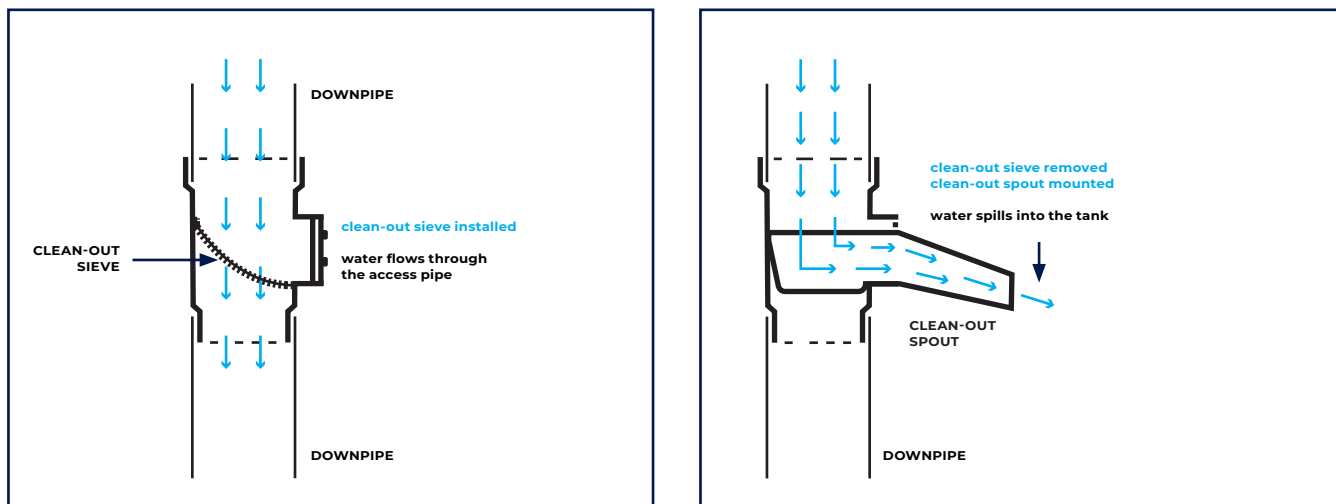 DOWNPIPE
clean-out sieve installed
CLEAN-OUT
SIEVE
water flows through
the access pipe
DOWNPIPE
clean-out sieve removed
clean-out spout mounted
water spills into the tank
CLEAN-OUT
SPOUT
DOWNPIPE